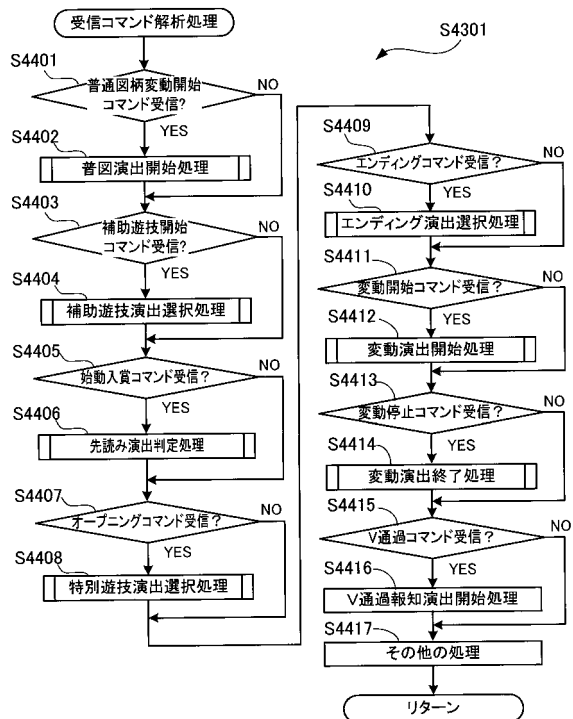 受信コマンド解析処理
S4301
S4401
普通図柄変動開始
コマンド受信?
NO
YES
S4402
普図演出開始処理
S4403
補助遊技開始
コマンド受信?
NO
YES
S4404
補助遊技演出選択処理
S4405
始動入賞コマンド受信?
NO
YES
S4406
先読み演出判定処理
S4407
オープニングコマンド受信?
NO
YES
S4408
特別遊技演出選択処理
S4409
エンディングコマンド受信?
NO
YES
S4410
エンディング演出選択処理
S4411
変動開始コマンド受信?
NO
YES
S4412
変動演出開始処理
S4413
変動停止コマンド受信?
NO
YES
S4414
変動演出終了処理
S4415
V通過コマンド受信?
NO
YES
S4416
V通過報知演出開始処理
S4417
その他の処理
リターン